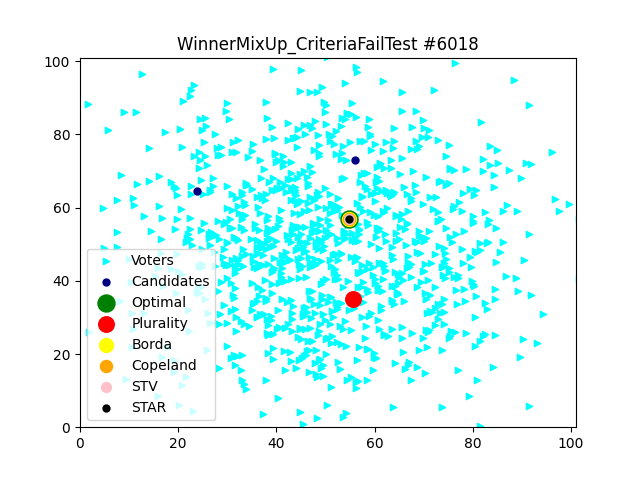 WinnerMixUp_CriteriaFailTest #6018
100
80
60
40
20
0
0
20
40
60
80
100
Voters
Candidates
Optimal
Plurality
Borda
Copeland
STV
STAR